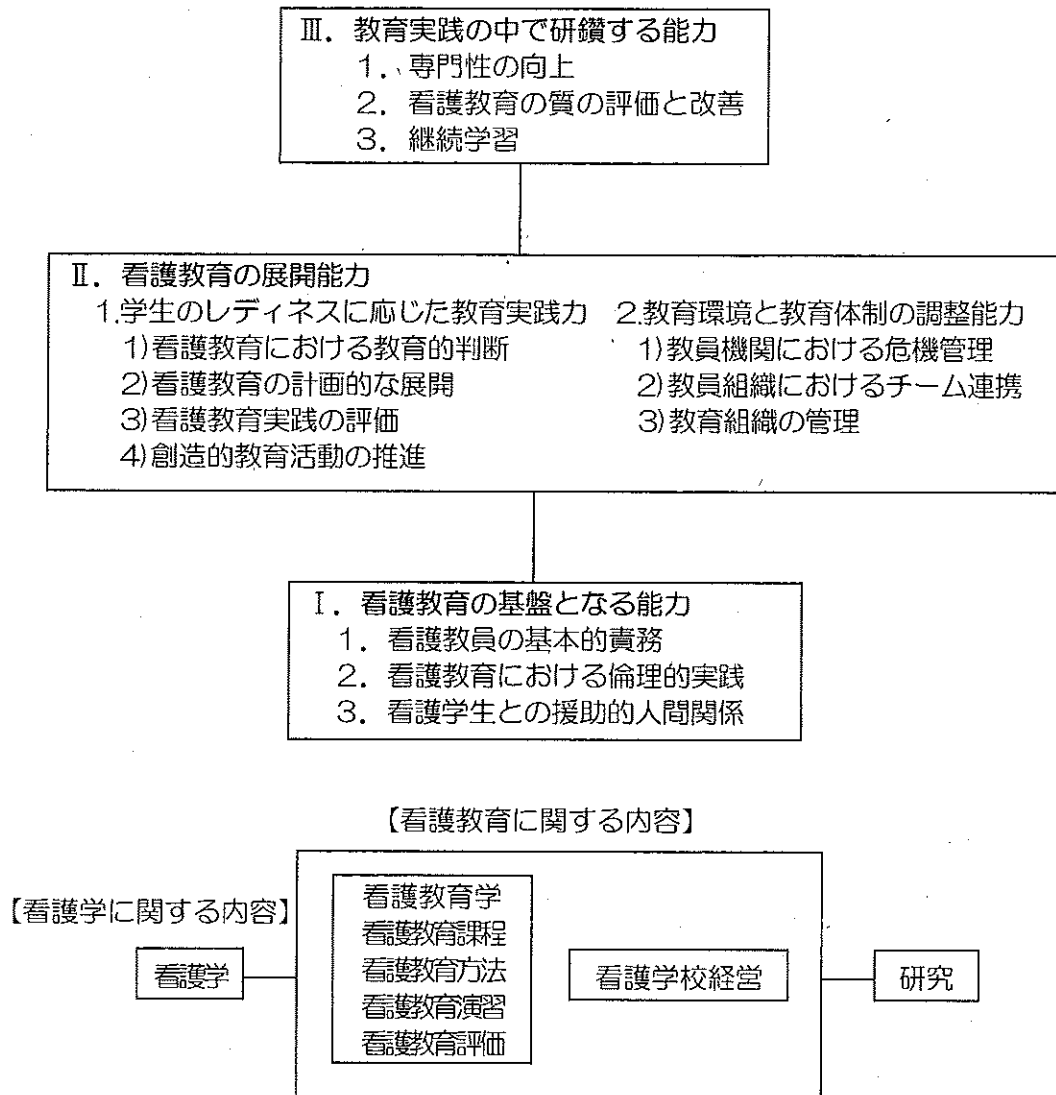 Ⅲ．教育実践の中で研鑽する能力
１．専門性の向上
２．看護教育の質の評価と改善
３．継続学習
Ⅱ．看護教育の展開能力
1.学生のレディネスに応じた教育実践力
1)看護教育における教育的判断
2)看護教育の計画的な展開
3)看護教育実践の評価
4)創造的教育活動の推進
2.教育環境と教育体制の調整能力
1)教員機関における危機管理
2)教員組織におけるチーム連携
3)教育組織の管理
Ⅰ．看護教育の基盤となる能力
１．看護教員の基本的責務
２．看護教育における倫理的実践
３．看護学生との援助的人間関係
【看護教育に関する内容】
【看護学に関する内容】
看護学
看護教育学
看護教育課程
看護教育方法
看護教育演習
看護教育評価
看護学校経営
研究